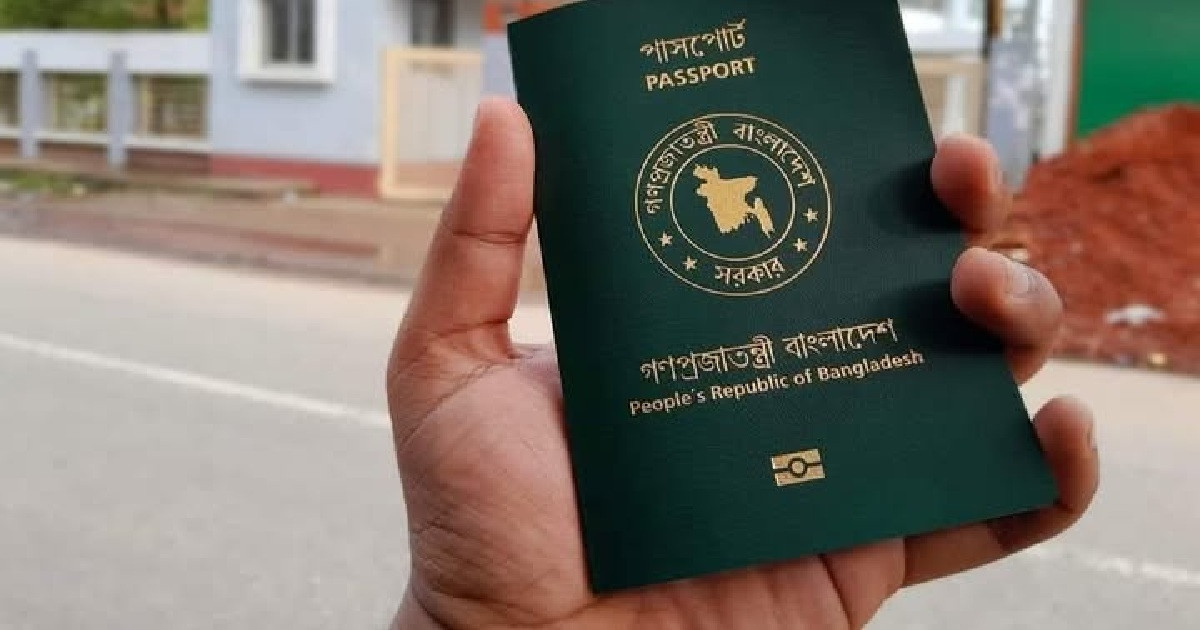 পাসপোর্ট
PASSPORT
গণপ্রজাতন্ত্রী বাংলাদেশ
সরকার
গণপ্রজাতন্ত্রী বাংলাদেশ
People's Republic of Bangladesh